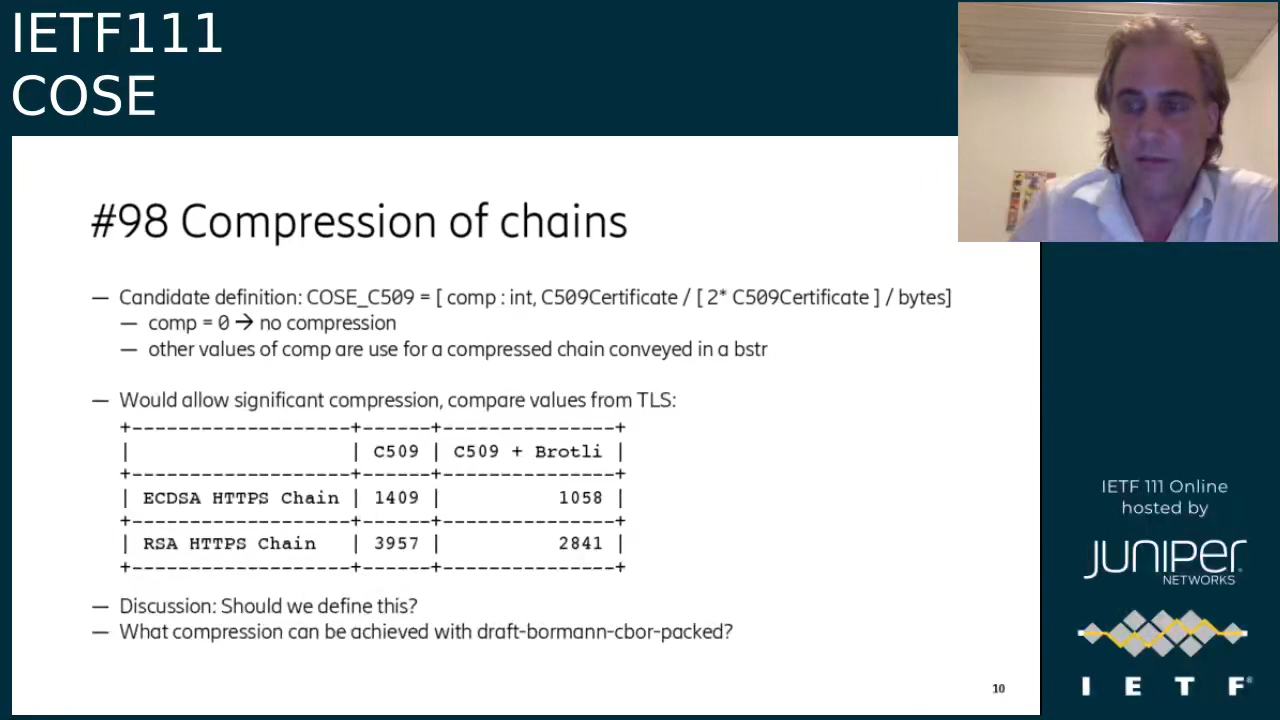 IETF111
COSE
#98 Compression of chains
— Candidate definition: COSE_C509 = [ comp : int, C509Certificate / [ 2* C509Certificate ] / bytes]
— comp = 0 → no compression
— other values of comp are use for a compressed chain conveyed in a bstr
— Would allow significant compression, compare values from TLS:
+-------------------+------+---------------+
|                   | C509 | C509 + Brotli |
+-------------------+------+---------------+
| ECDSA HTTPS Chain | 1409 |          1058 |
+-------------------+------+---------------+
| RSA HTTPS Chain   | 3957 |          2841 |
+-------------------+------+---------------+
— Discussion: Should we define this?
— What compression can be achieved with draft-bormann-cbor-packed?
10
IETF 111 Online
hosted by
JUNIPER
NETWORKS
I E T F®